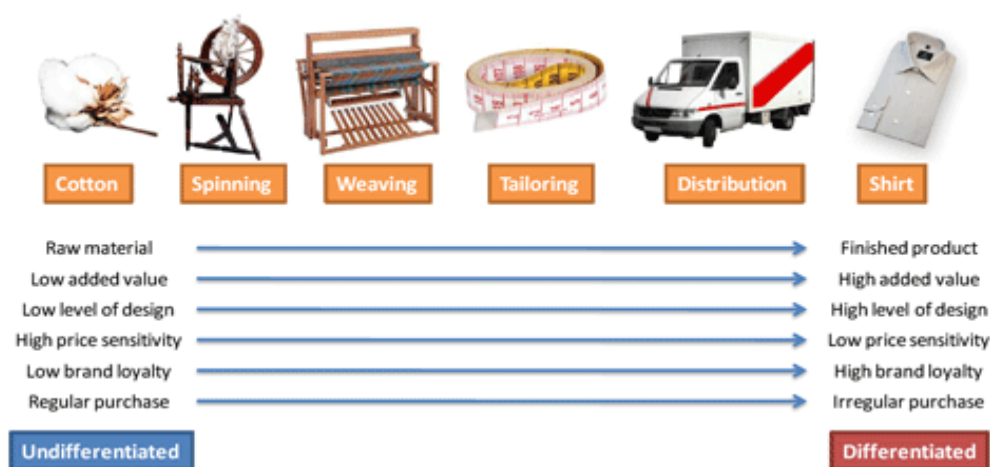 Cotton Spinning Weaving Tailoring Distribution Shirt
Raw material Finished product
Low added value High added value
Low level of design High level of design
High price sensitivity Low price sensitivity
Low brand loyalty High brand loyalty
Regular purchase Irregular purchase
Undifferentiated Differentiated